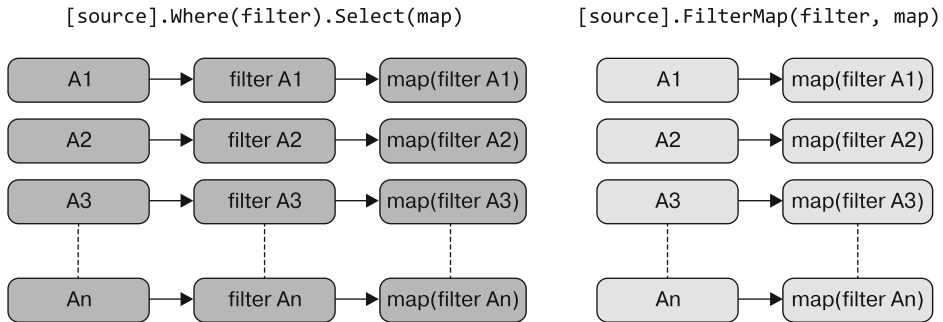 [source].Where(filter).Select(map)
A1 filter A1 map(filter A1)
A2 filter A2 map(filter A2)
A3 filter A3 map(filter A3)
An filter An map(filter An)
[source].FilterMap(filter, map)
A1 map(filter A1)
A2 map(filter A2)
A3 map(filter A3)
An map(filter An)